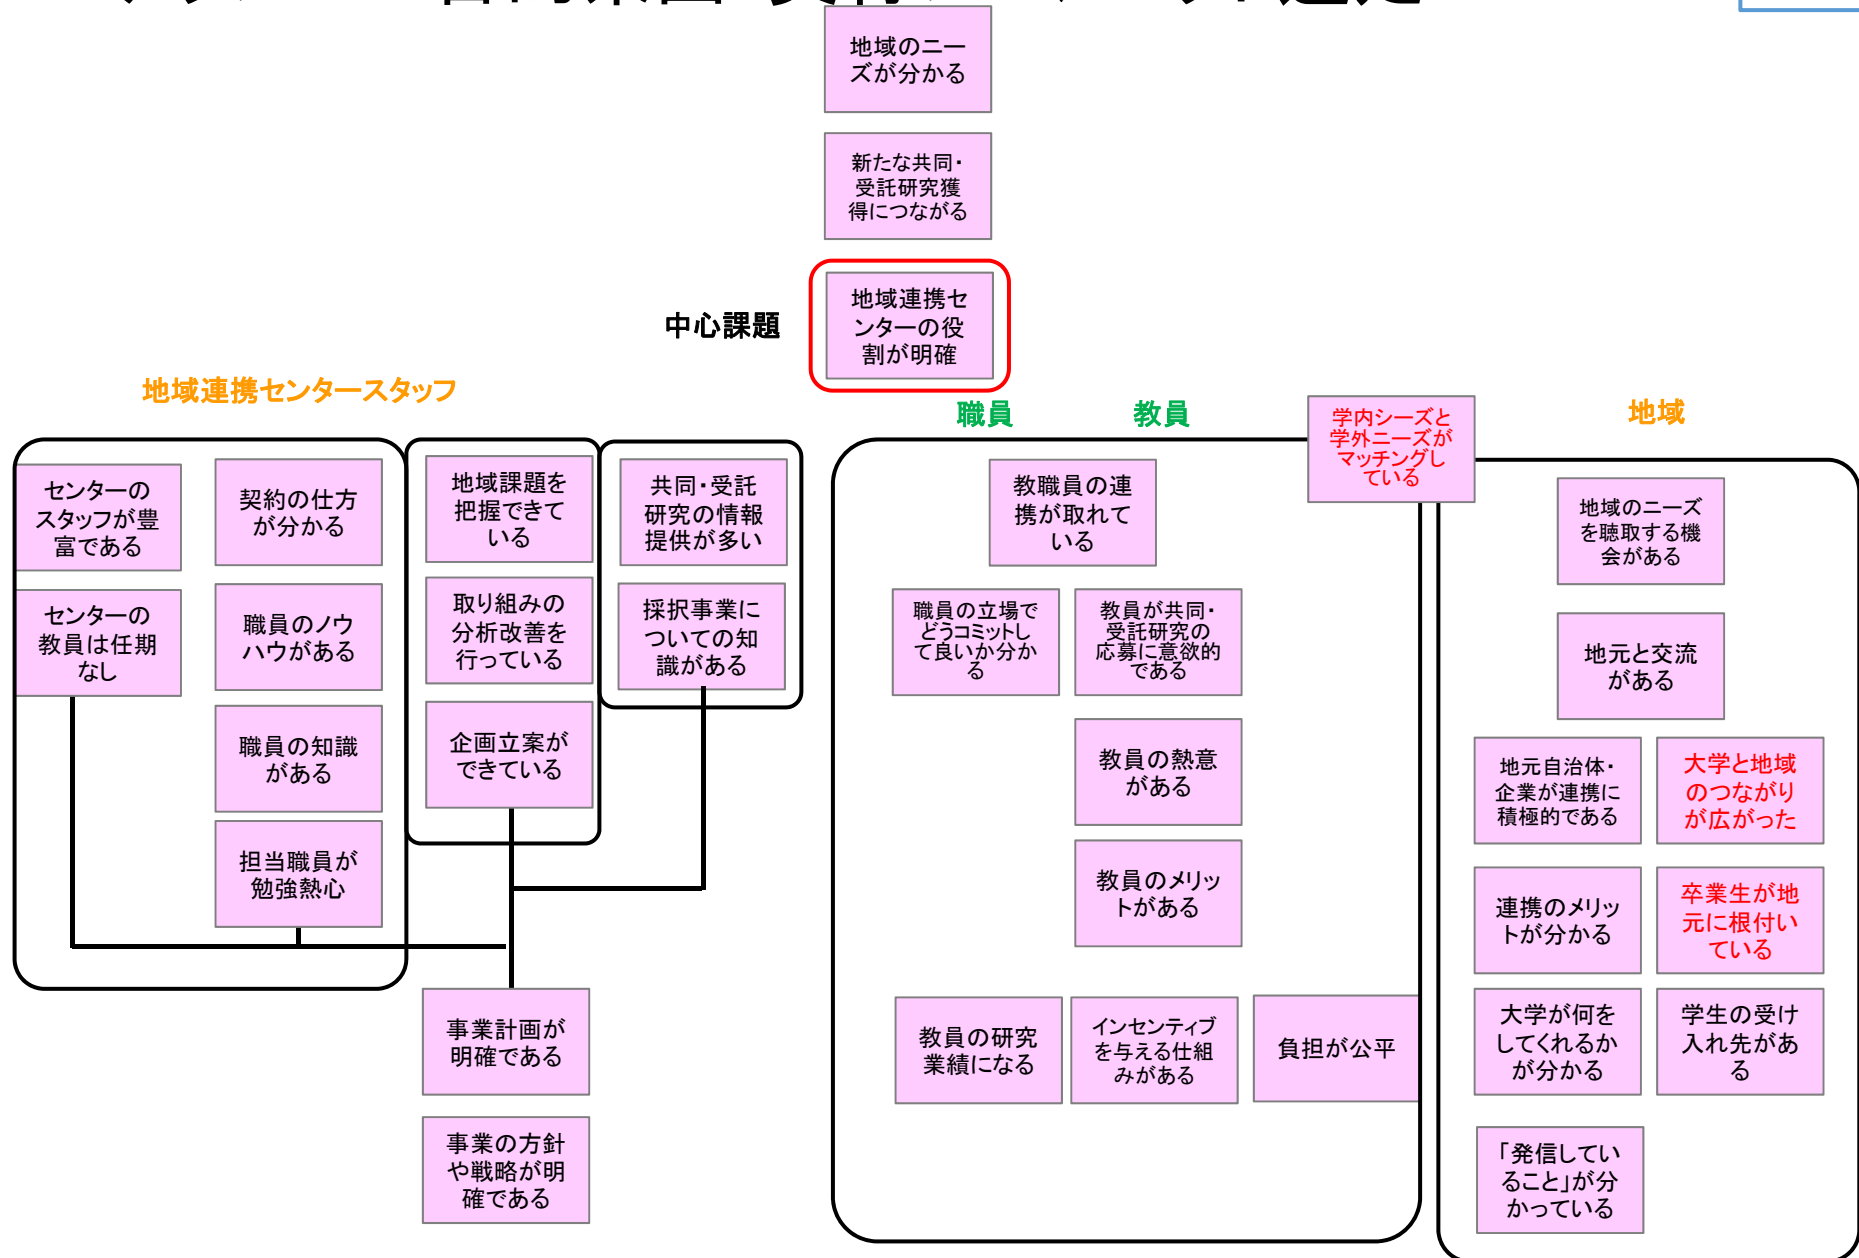 地域のニー
ズが分かる
新たな共同・
受託研究獲
得につながる
中心課題
地域連携セ
ンターの役
割が明確
地域連携センタースタッフ
職員
教員
地域
学内シーズと
学外ニーズが
マッチングし
ている
センターの
スタッフが豊
富である
契約の仕方
が分かる
地域課題を
把握できて
いる
共同・受託
研究の情報
提供が多い
センターの
教員は任期
なし
職員のノウ
ハウがある
取り組みの
分析改善を
行っている
採択事業に
ついての知
識がある
職員の知識
がある
企画立案が
できている
担当職員が
勉強熱心
事業計画が
明確である
事業の方針
や戦略が明
確である
教職員の連
携が取れて
いる
職員の立場で
どうコミットし
て良いか分か
る
教員が共同・
受託研究の
応募に意欲的
である
教員の熱意
がある
教員のメリッ
トがある
教員の研究
業績になる
インセンティブ
を与える仕組
みがある
負担が公平
地域のニーズ
を聴取する機
会がある
地元と交流
がある
地元自治体・
企業が連携に
積極的である
大学と地域
のつながり
が広がった
連携のメリッ
トが分かる
卒業生が地
元に根付い
ている
大学が何を
してくれるか
が分かる
学生の受け
入れ先があ
る
「発信してい
ること」が分
かっている